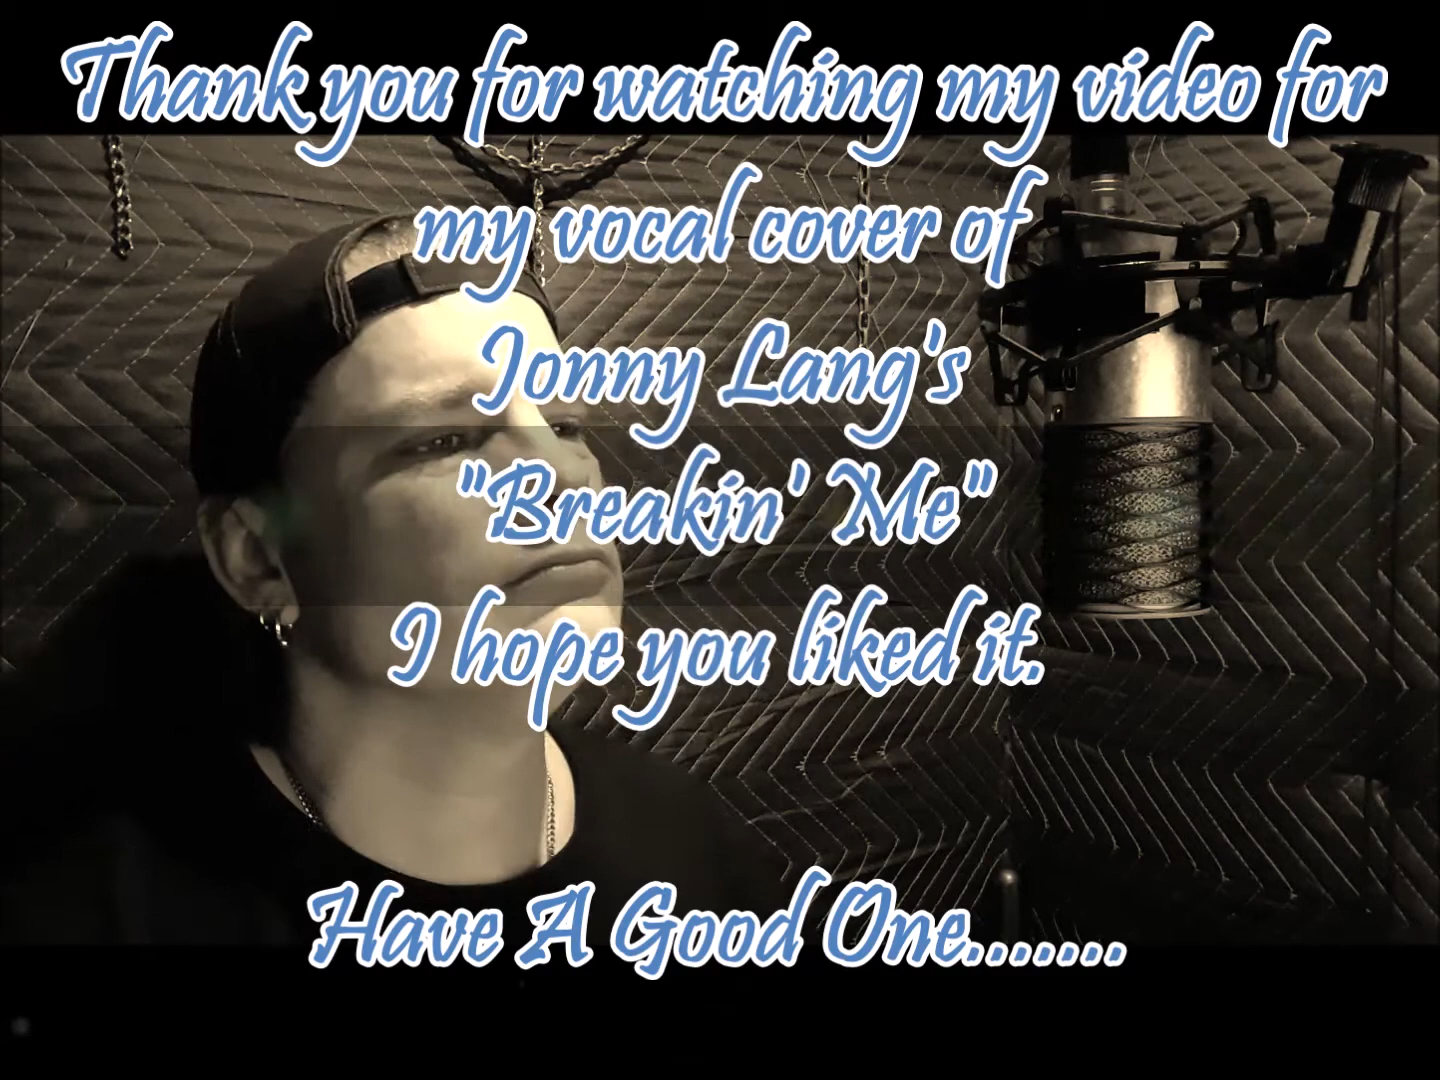 Thank you for watching my video for
my vocal cover of
Jonny Lang's
"Breakin' Me"
I hope you liked it.
Have A Good One.......